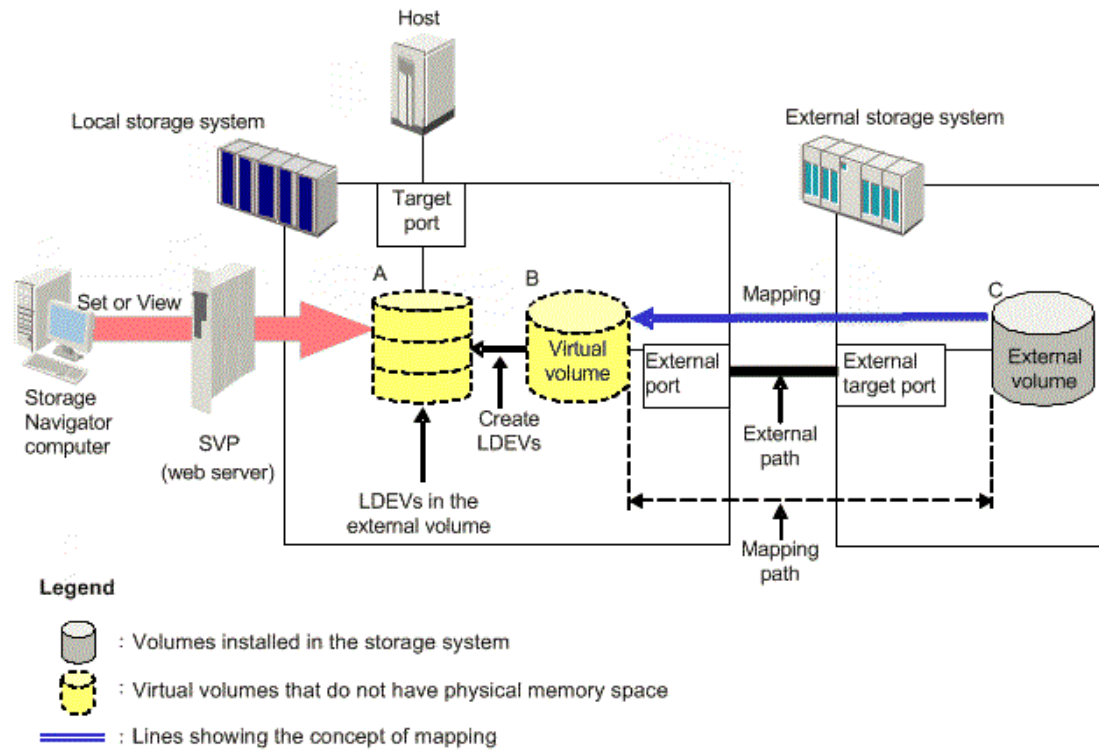 Host
Local storage system
External storage system
Target
port
A
B
C
Set or View
Mapping
Virtual
volume
External
port
External
target port
External
volume
Storage
Navigator
computer
SVP
(web server)
Create
LDEVs
External
path
LDEVs in the
external volume
Mapping
path
Legend
: Volumes installed in the storage system
: Virtual volumes that do not have physical memory space
: Lines showing the concept of mapping